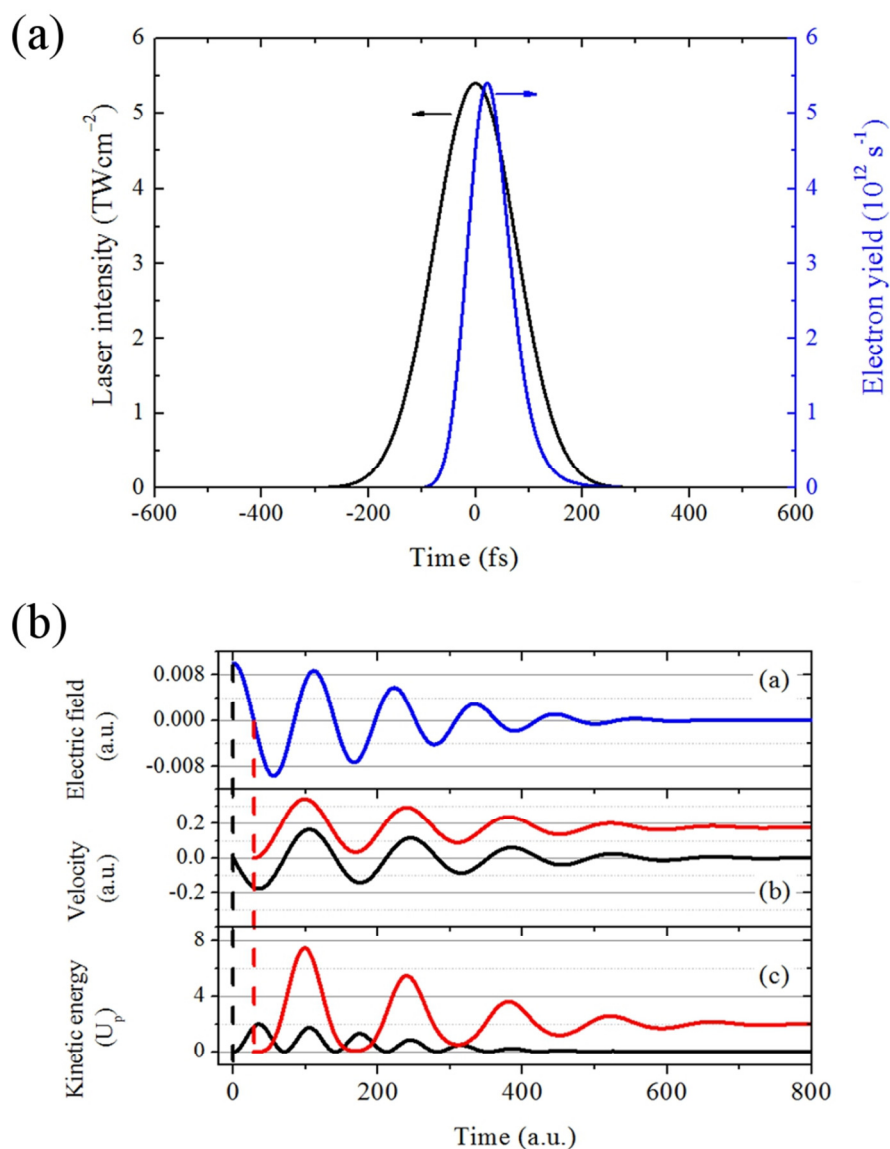 (a)
Laser intensity (TWcm⁻²)
6
5
4
3
2
1
0
6
5
4
3
2
1
0
Electron yield (10¹² s⁻¹)
-600
-400
-200
0
200
400
600
Time (fs)
(b)
Electric field
(a.u.)
0.008
0.000
-0.008
(a)
Velocity
(a.u.)
0.2
0.0
-0.2
(b)
Kinetic energy
(Uₚ)
8
4
0
(c)
0
200
400
600
800
Time (a.u.)